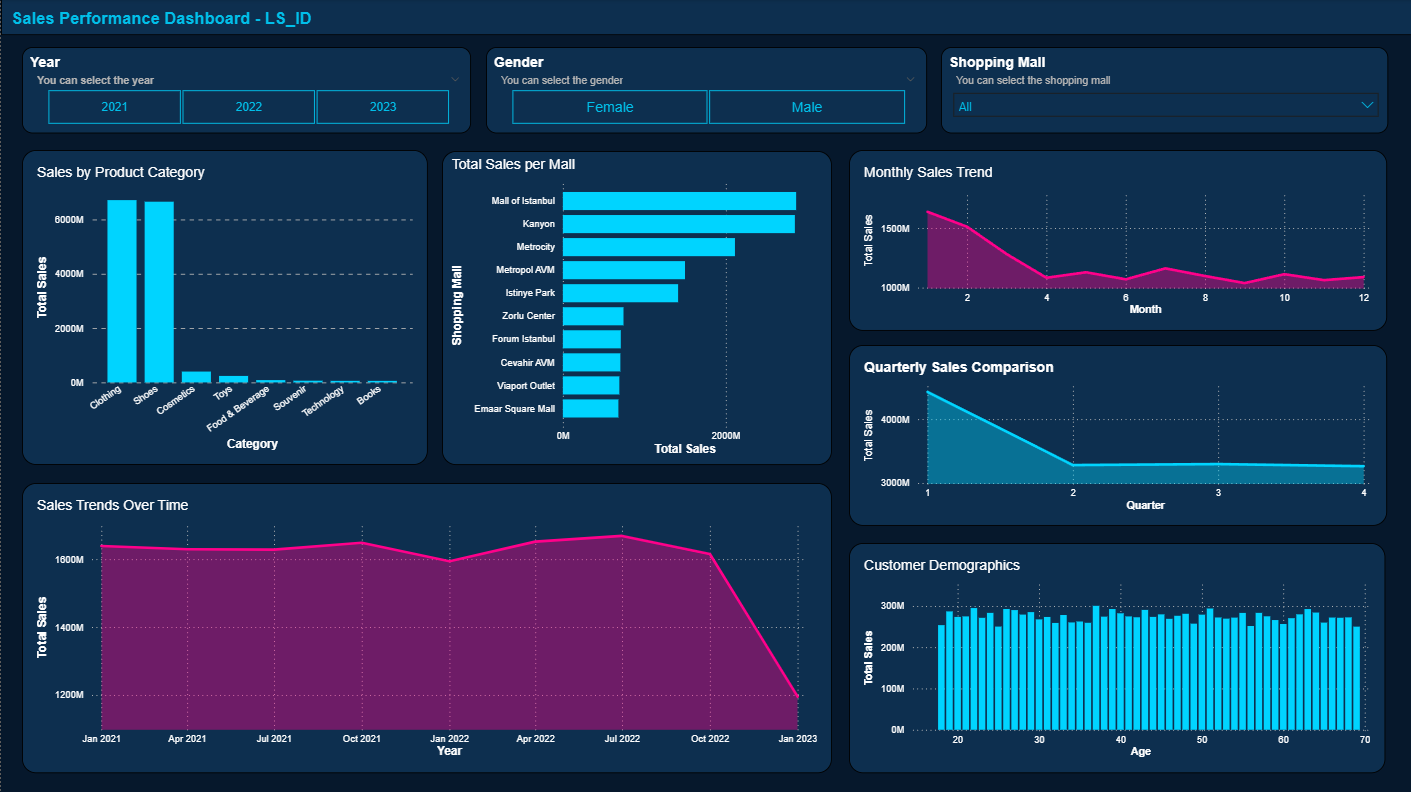 Sales Performance Dashboard - LS_ID
Year
You can select the year
2021 2022 2023
Gender
You can select the gender
Female Male
Shopping Mall
You can select the shopping mall
All
Sales by Product Category
Total Sales
6000M
4000M
2000M
0M
Clothing Shoes Cosmetics Toys Food & Beverage Souvenir Technology Books
Category
Total Sales per Mall
Shopping Mall
Mall of Istanbul
Kanyon
Metrocity
Metropol AVM
Istinye Park
Zorlu Center
Forum Istanbul
Cevahir AVM
Viaport Outlet
Emaar Square Mall
0M 2000M
Total Sales
Monthly Sales Trend
Total Sales
1500M
1000M
2 4 6 8 10 12
Month
Quarterly Sales Comparison
Total Sales
4000M
3000M
1 2 3 4
Quarter
Sales Trends Over Time
Total Sales
1600M
1400M
1200M
Jan 2021 Apr 2021 Jul 2021 Oct 2021 Jan 2022 Apr 2022 Jul 2022 Oct 2022 Jan 2023
Year
Customer Demographics
Total Sales
300M
200M
100M
0M
20 30 40 50 60 70
Age